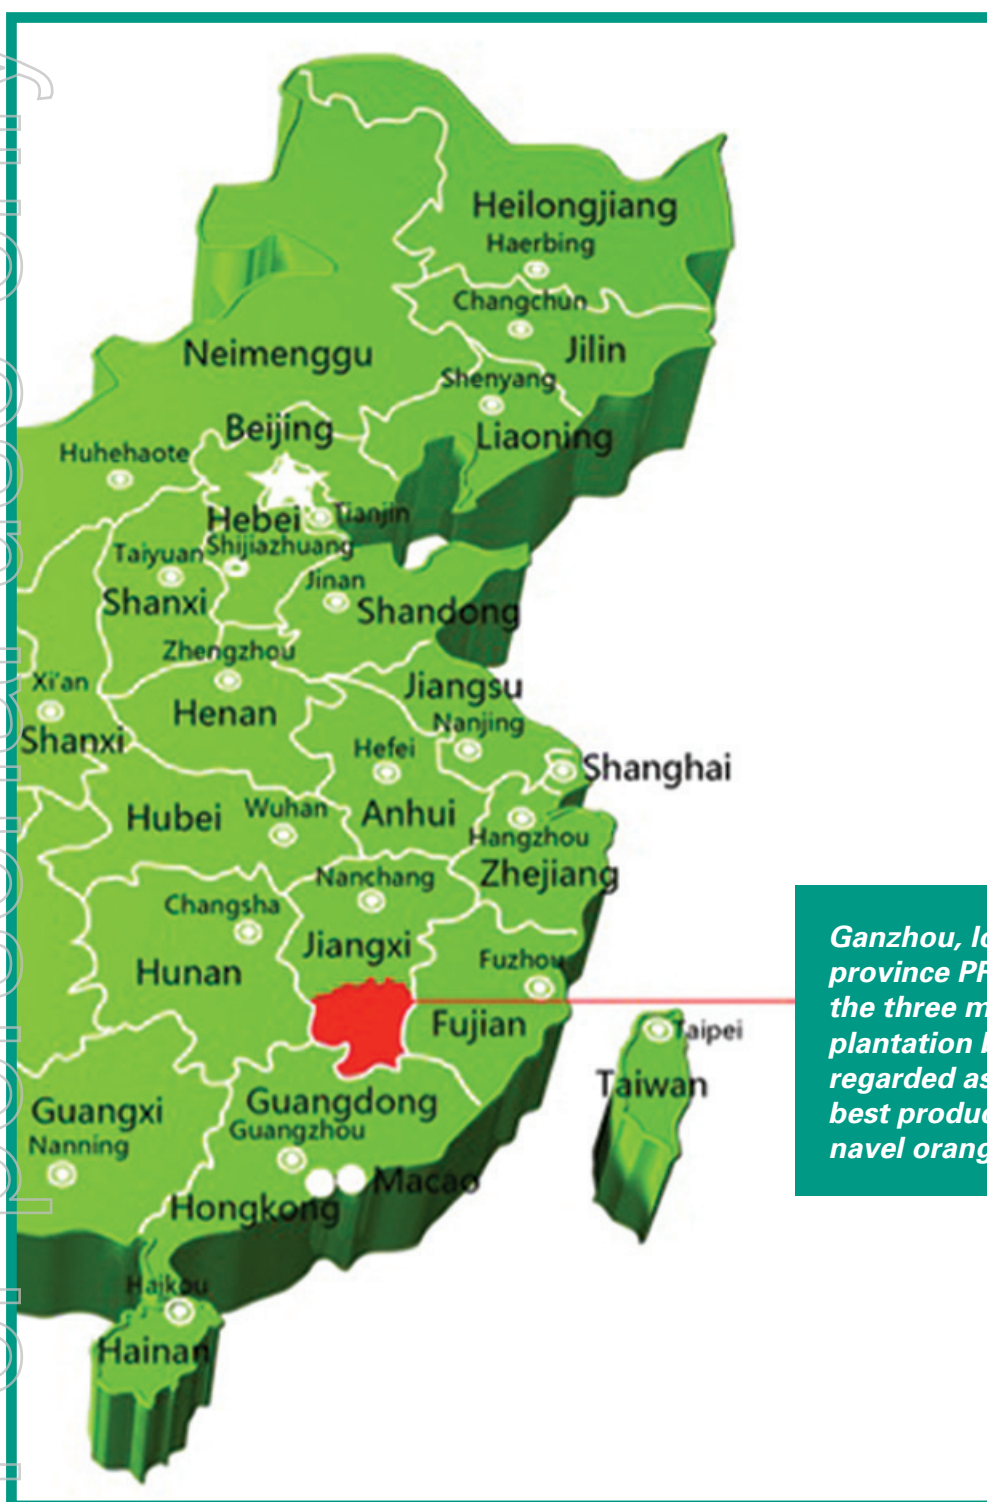 Heilongjiang
Haerbing
Changchun
Neimenggu
Jilin
Shenyang
Beijing
Liaoning
Huhehaote
Hebei
Tianjin
Taiyuan
Shijiazhuang
Jinan
Shanxi
Shandong
Zhengzhou
Xi'an
Jiangsu
Henan
Nanjing
Shanxi
Hefei
Shanghai
Hubei
Wuhan
Anhui
Hangzhou
Nanchang
Zhejiang
Changsha
Jiangxi
Hunan
Fuzhou
Fujian
Taipei
Taiwan
Guangxi
Guangdong
Nanning
Guangzhou
Macao
Hongkong
Haikou
Hainan
Ganzhou, lo
province PF
the three m
plantation b
regarded as
best produc
navel orang